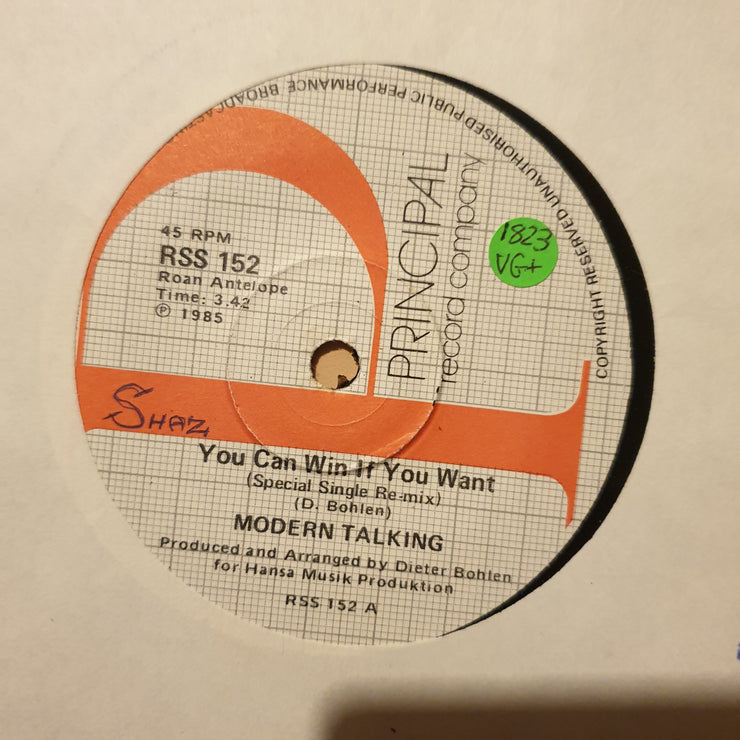 COPYRIGHT RESERVED UNAUTHORISED PUBLIC PERFORMANCE BROADCASTIN
PRINCIPAL
record company
1823
VG+
45 RPM
RSS 152
Roan Antelope
Time: 3.42
℗ 1985
SHAZ
You Can Win If You Want
(Special Single Re-mix)
(D. Bohlen)
MODERN TALKING
Produced and Arranged by Dieter Bohlen
for Hansa Musik Produktion
RSS 152 A